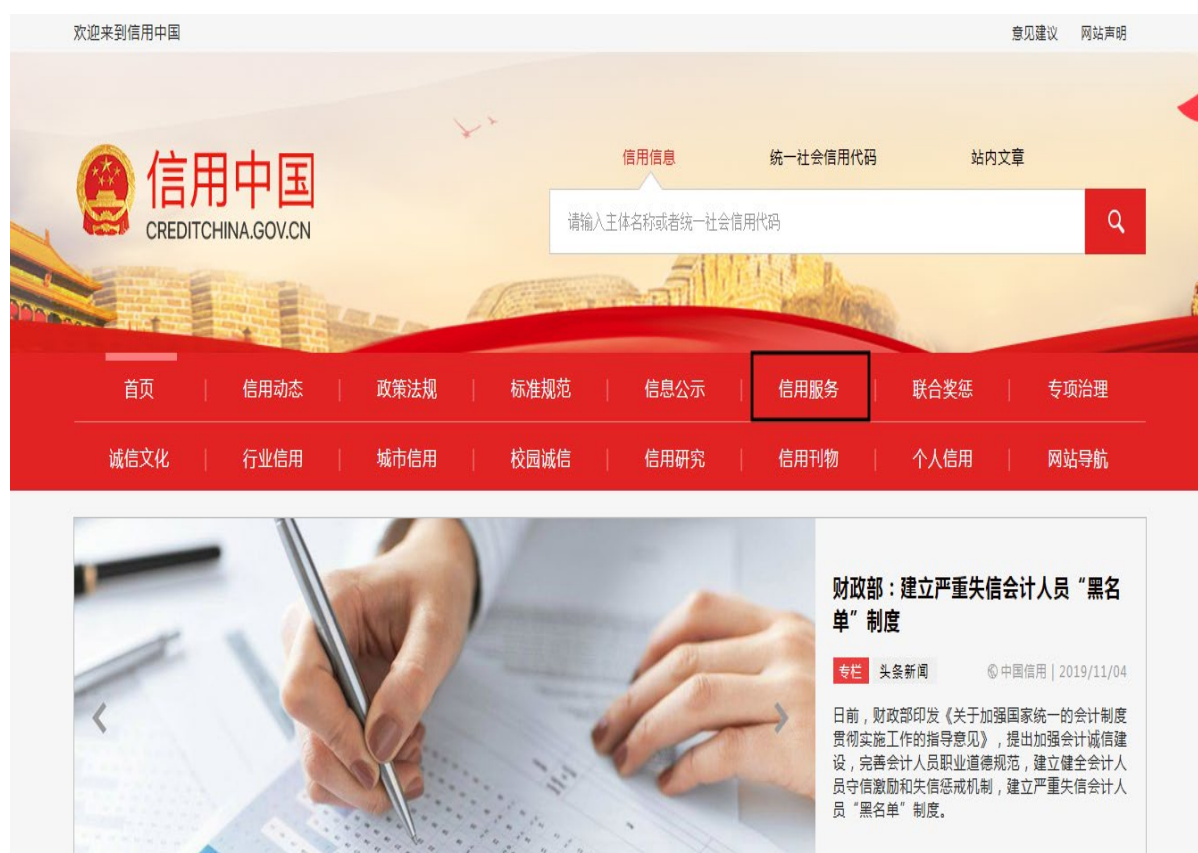 欢迎来到信用中国
意见建议 网站声明
信用信息 统一社会信用代码 站内文章
信用中国
CREDITCHINA.GOV.CN
请输入主体名称或者统一社会信用代码
首页 信用动态 政策法规 标准规范 信息公示 信用服务 联合奖惩 专项治理
诚信文化 行业信用 城市信用 校园诚信 信用研究 信用刊物 个人信用 网站导航
财政部：建立严重失信会计人员“黑名
单”制度
专栏 头条新闻 中国信用 | 2019/11/04
日前，财政部印发《关于加强国家统一的会计制度
贯彻实施工作的指导意见》，提出加强会计诚信建
设，完善会计人员职业道德规范，建立健全会计人
员守信激励和失信惩戒机制，建立严重失信会计人
员“黑名单”制度。